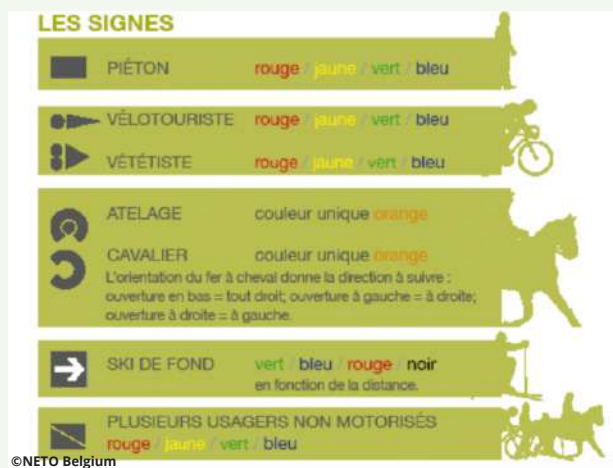 LES SIGNES
PIÉTON rouge / jaune / vert / bleu
VÉLOTOURISTE rouge / jaune / vert / bleu
VÉTÉTISTE rouge / jaune / vert / bleu
ATELAGE couleur unique orange
CAVALIER couleur unique orange
L'orientation du fer à cheval donne la direction à suivre :
ouverture en bas = tout droit; ouverture à gauche = à droite;
ouverture à droite = à gauche.
SKI DE FOND vert / bleu / rouge / noir
en fonction de la distance.
PLUSIEURS USAGERS NON MOTORISÉS
rouge / jaune / vert / bleu
©NETO Belgium